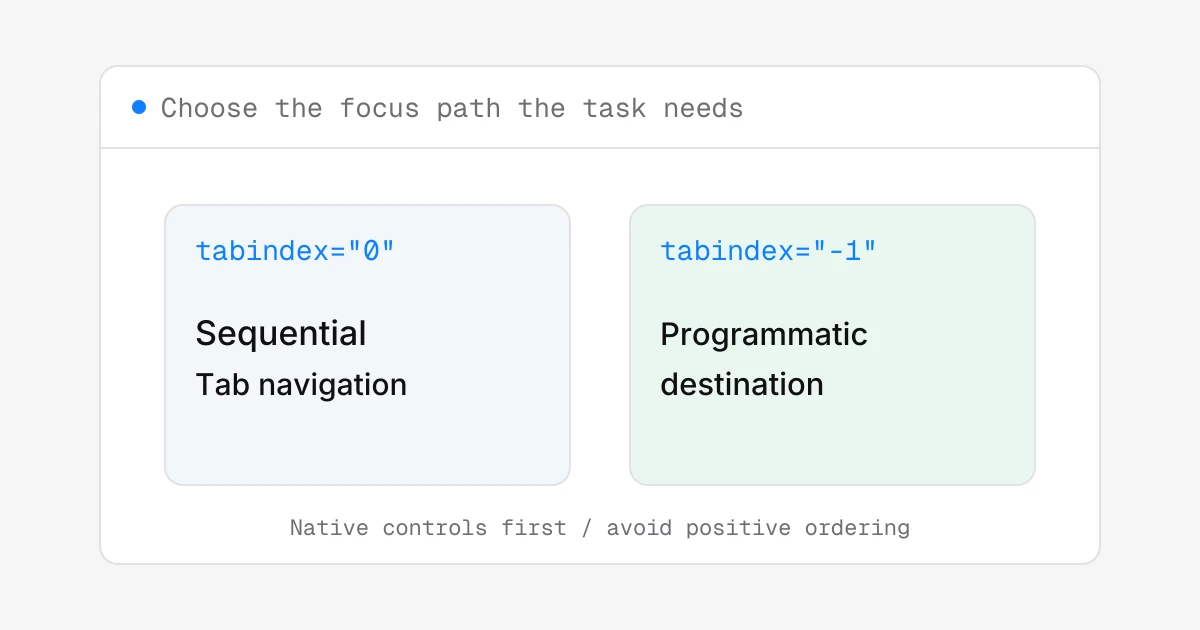 Choose the focus path the task needs
tabindex="0"
Sequential
Tab navigation
tabindex="-1"
Programmatic
destination
Native controls first / avoid positive ordering